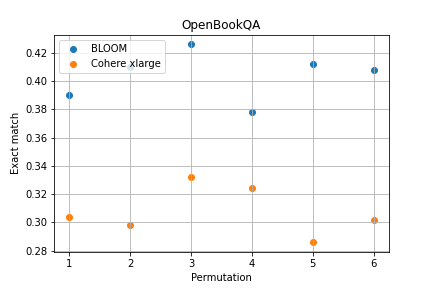 OpenBookQA
BLOOM
Cohere xlarge
Exact match
0.42
0.40
0.38
0.36
0.34
0.32
0.30
0.28
1 2 3 4 5 6
Permutation